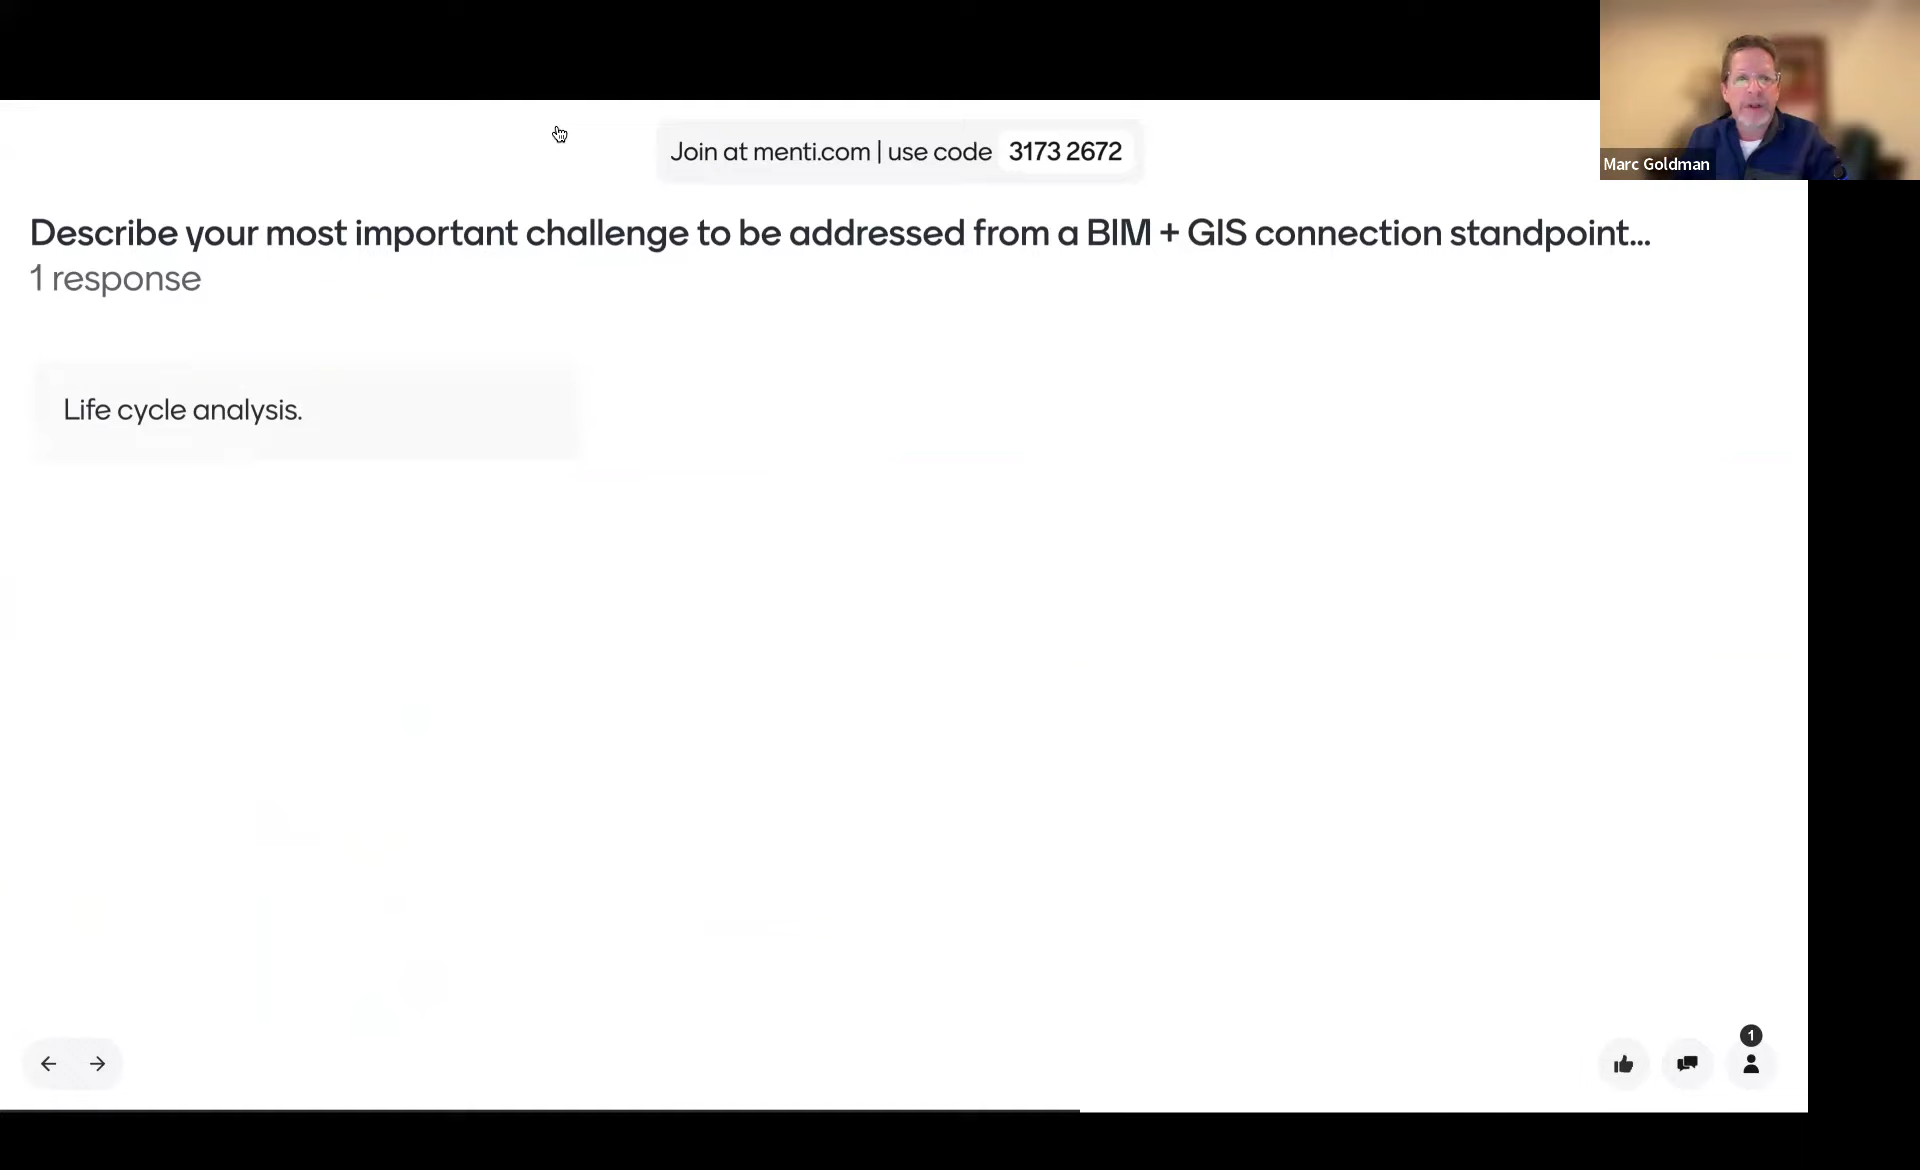 Join at menti.com | use code 3173 2672
Marc Goldman
Describe your most important challenge to be addressed from a BIM + GIS connection standpoint...
1 response
Life cycle analysis.
1